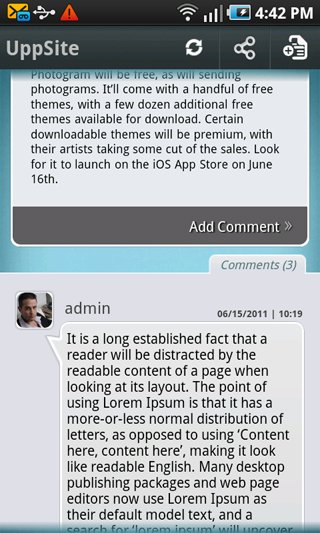 4:42 PM
UppSite
Photogram will be free, as will sending
photograms. It'll come with a handful of free
themes, with a few dozen additional free
themes available for download. Certain
downloadable themes will be premium, with
their artists taking some cut of the sales. Look
for it to launch on the iOS App Store on June
16th.
Add Comment »
Comments (3)
admin
06/15/2011 | 10:19
It is a long established fact that a
reader will be distracted by the
readable content of a page when
looking at its layout. The point of
using Lorem Ipsum is that it has a
more-or-less normal distribution of
letters, as opposed to using 'Content
here, content here', making it look
like readable English. Many desktop
publishing packages and web page
editors now use Lorem Ipsum as
their default model text, and a
search for 'lorem ipsum' will uncover